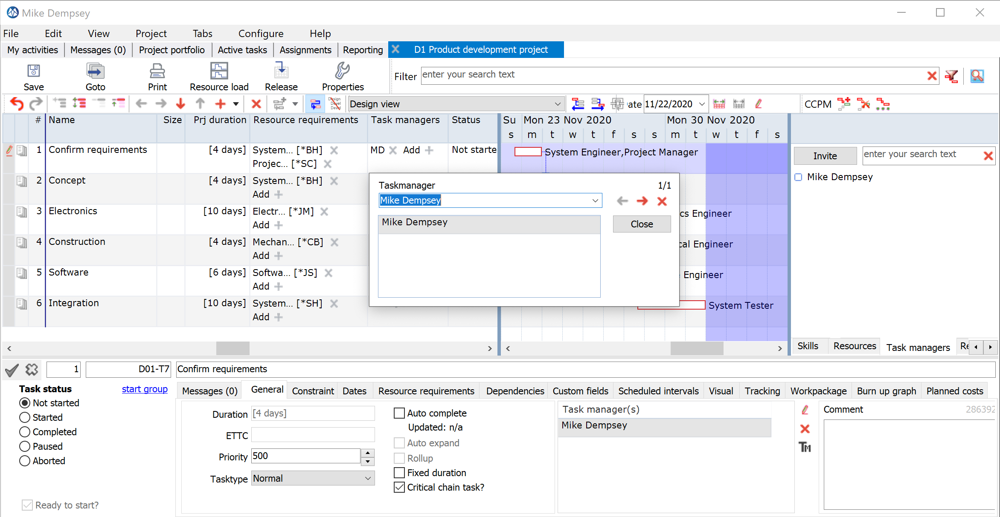 Mike Dempsey
File Edit View Project Tabs Configure Help
My activities Messages (0) Project portfolio Active tasks Assignments Reporting D1 Product development project
Save Goto Print Resource load Release Properties Filter enter your search text
Design Devel Devel Design view ate 11/22/2020 CCPM
# Name Size Prj duration Resource requirements Task managers Status Su Mon 23 Nov 2020 Mon 30 Nov 2020
s m t w t f s s m t w t f s
1 Confirm requirements [4 days] System... [*BH] MD Add Not starte System Engineer,Project Manager Invite enter your search text
Projec... [*SC]
2 Concept [4 days] System... [*BH] Mike Dempsey
Add
3 Electronics [10 days] Electr... [*JM] cs Engineer
Add
4 Construction [4 days] Mechan... [*CB] cal Engineer
Add
5 Software [6 days] Softwa... [*JS] Engineer
Add
6 Integration [10 days] System... [*SH] System Tester
Add
Taskmanager 1/1
Mike Dempsey
Mike Dempsey
Close
Skills Resources Task managers Re
1 D01-T7 Confirm requirements
Task status start group
Not started
Started
Completed
Paused
Aborted
Ready to start?
Messages (0) General Constraint Dates Resource requirements Dependencies Custom fields Scheduled intervals Visual Tracking Workpackage Burn up graph Planned costs
Duration [4 days]
ETTC
Priority 500
Tasktype Normal
Auto complete
Updated: n/a
Auto expand
Rollup
Fixed duration
Critical chain task?
Task manager(s)
Mike Dempsey
TM
Comment 286392